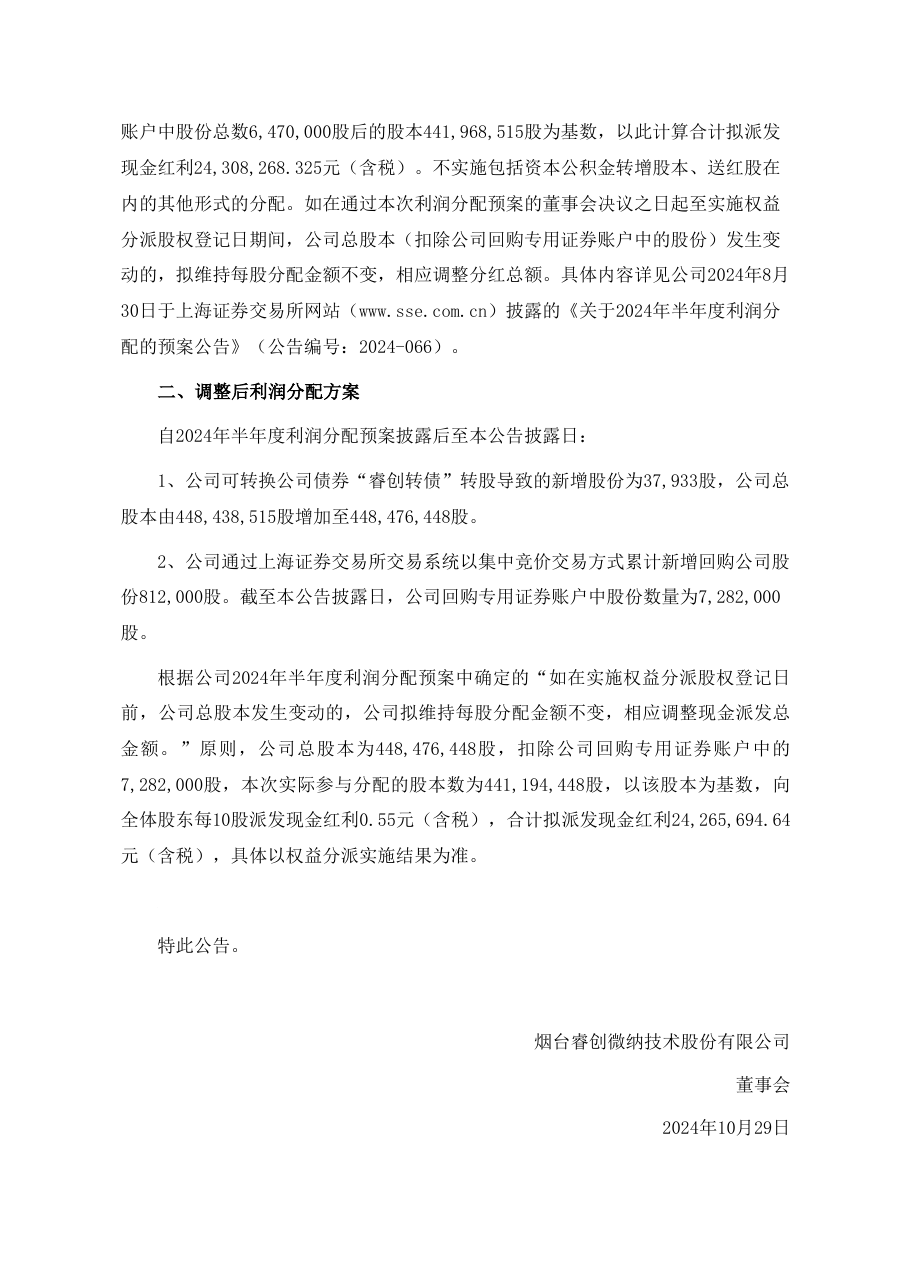 账户中股份总数6,470,000股后的股本441,968,515股为基数，以此计算合计拟派发
现金红利24,308,268.325元（含税）。不实施包括资本公积金转增股本、送红股在
内的其他形式的分配。如在通过本次利润分配预案的董事会决议之日起至实施权益
分派股权登记日期间，公司总股本（扣除公司回购专用证券账户中的股份）发生变
动的，拟维持每股分配金额不变，相应调整分红总额。具体内容详见公司2024年8月
30日于上海证券交易所网站（www.sse.com.cn）披露的《关于2024年半年度利润分
配的预案公告》（公告编号：2024-066）。
二、调整后利润分配方案
自2024年半年度利润分配预案披露后至本公告披露日：
1、公司可转换公司债券“睿创转债”转股导致的新增股份为37,933股，公司总
股本由448,438,515股增加至448,476,448股。
2、公司通过上海证券交易所交易系统以集中竞价交易方式累计新增回购公司股
份812,000股。截至本公告披露日，公司回购专用证券账户中股份数量为7,282,000
股。
根据公司2024年半年度利润分配预案中确定的“如在实施权益分派股权登记日
前，公司总股本发生变动的，公司拟维持每股分配金额不变，相应调整现金派发总
金额。”原则，公司总股本为448,476,448股，扣除公司回购专用证券账户中的
7,282,000股，本次实际参与分配的股本数为441,194,448股，以该股本为基数，向
全体股东每10股派发现金红利0.55元（含税），合计拟派发现金红利24,265,694.64
元（含税），具体以权益分派实施结果为准。
特此公告。
烟台睿创微纳技术股份有限公司
董事会
2024年10月29日